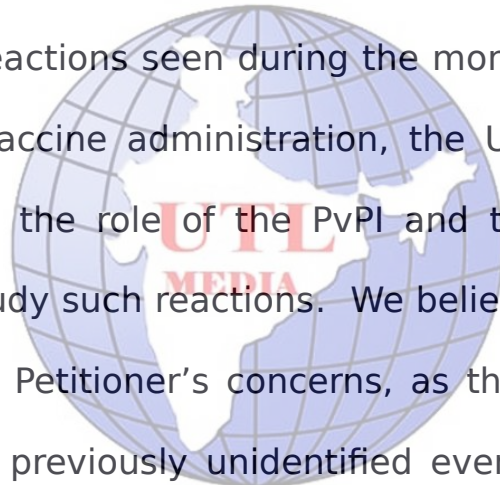 eactions seen during the mon
accine administration, the U
the role of the PvPI and t
UTL
udy such reactions. We belie
MEDIA
Petitioner’s concerns, as th
previously unidentified even